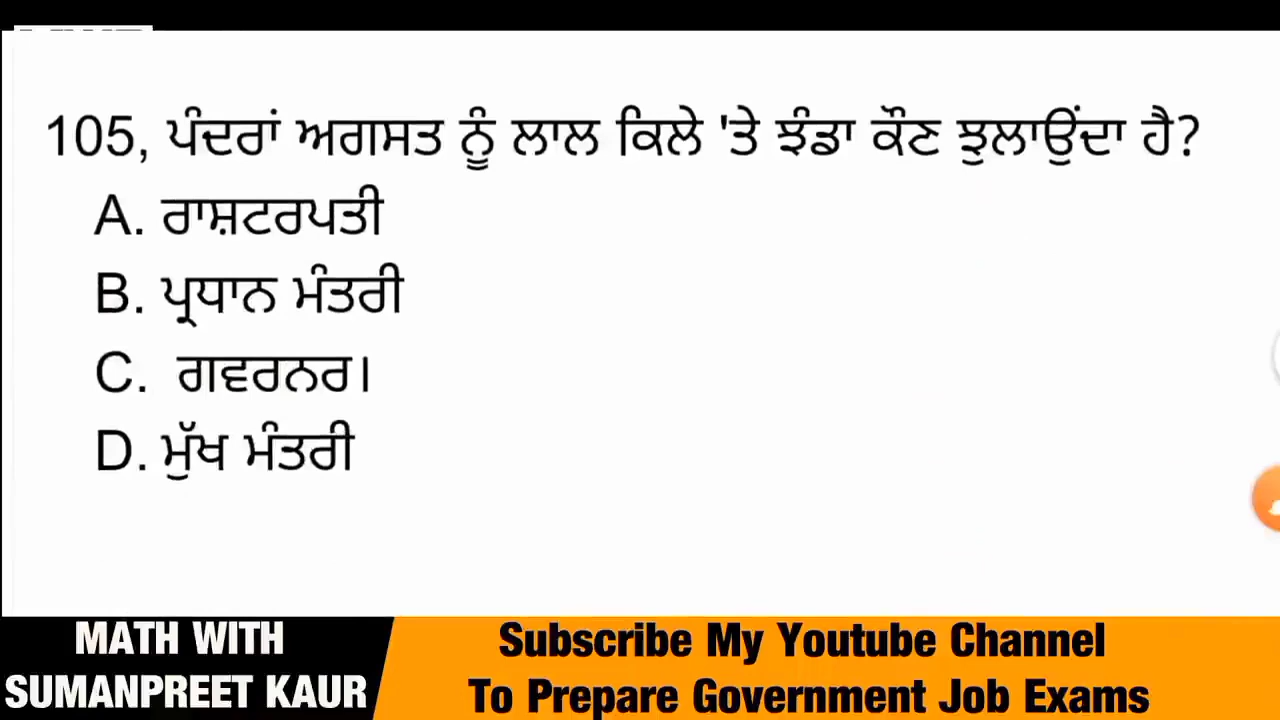 105, ਪੰਦਰਾਂ ਅਗਸਤ ਨੂੰ ਲਾਲ ਕਿਲੇ 'ਤੇ ਝੰਡਾ ਕੌਣ ਝੁਲਾਉਂਦਾ ਹੈ?
A. ਰਾਸ਼ਟਰਪਤੀ
B. ਪ੍ਰਧਾਨ ਮੰਤਰੀ
C. ਗਵਰਨਰ।
D. ਮੁੱਖ ਮੰਤਰੀ
MATH WITH
SUMANPREET KAUR
Subscribe My Youtube Channel
To Prepare Government Job Exams